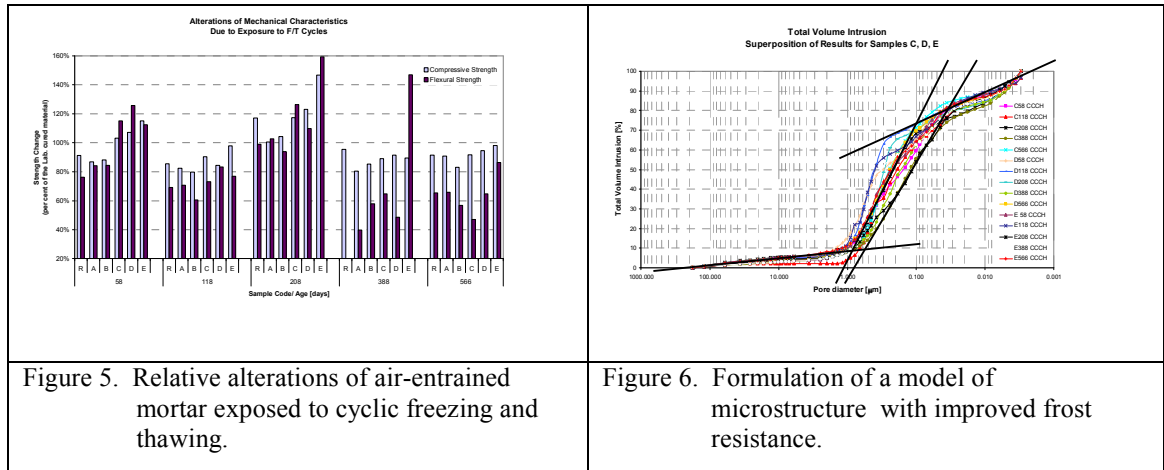 Alterations of Mechanical Characteristics
Due to Exposure to F/T Cycles
Strength Change
(per cent of the Lab. cured material)
160%
140%
120%
100%
80%
60%
40%
20%
Compressive Strength
Flexural Strength
R A B C D E R A B C D E R A B C D E R A B C D E R A B C D E
58 118 208 388 566
Sample Code/ Age [days]
Total Volume Intrusion
Superposition of Results for Samples C, D, E
Total Volume Intrusion [%]
100
90
80
70
60
50
40
30
20
10
0
1000.000 100.000 10.000 1.000 0.100 0.010 0.001
Pore diameter [µm]
C58 CCCH
C118 CCCH
C208 CCCH
C388 CCCH
C566 CCCH
D58 CCCH
D118 CCCH
D208 CCCH
D388 CCCH
D566 CCCH
E 58 CCCH
E118 CCCH
E208 CCCH
E388 CCCH
E566 CCCH
Figure 5. Relative alterations of air-entrained
mortar exposed to cyclic freezing and
thawing.
Figure 6. Formulation of a model of
microstructure with improved frost
resistance.